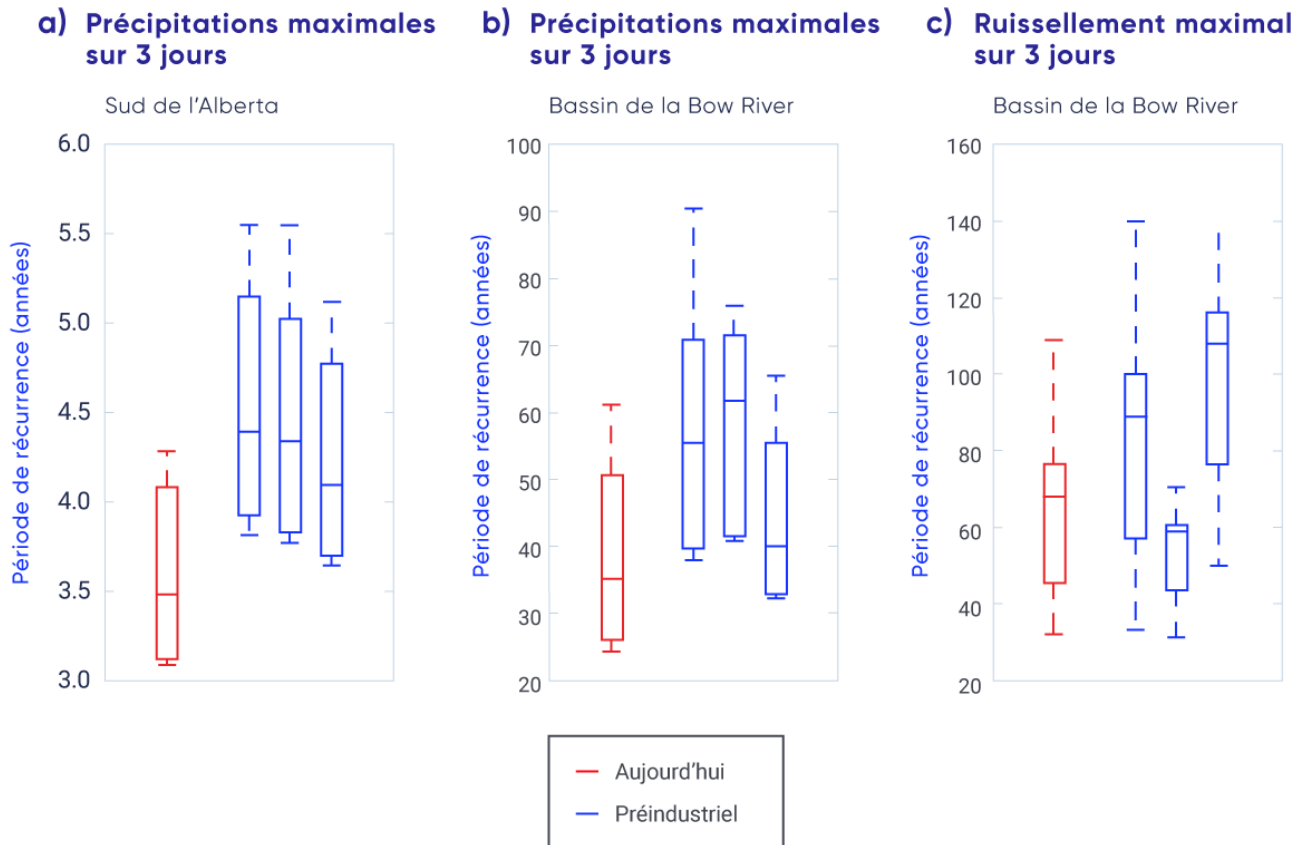 a) Précipitations maximales
sur 3 jours
Sud de l'Alberta
Période de récurrence (années)
6.0
5.5
5.0
4.5
4.0
3.5
3.0
b) Précipitations maximales
sur 3 jours
Bassin de la Bow River
Période de récurrence (années)
100
90
80
70
60
50
40
30
20
c) Ruissellement maximal
sur 3 jours
Bassin de la Bow River
Période de récurrence (années)
160
140
120
100
80
60
40
20
Aujourd'hui
Préindustriel